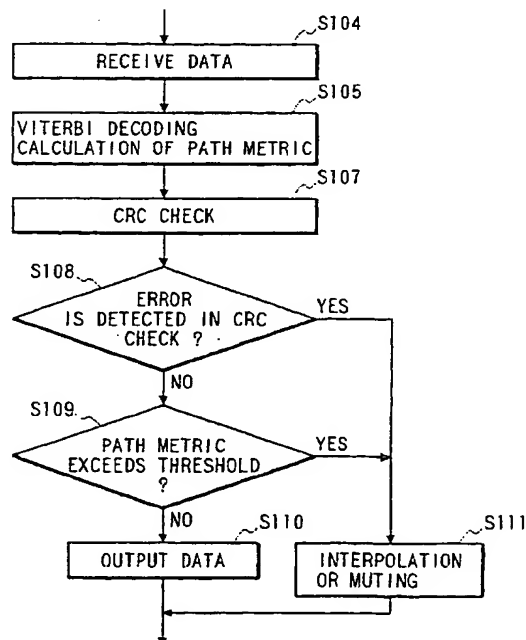 S104
RECEIVE DATA
S105
VITERBI DECODING
CALCULATION OF PATH METRIC
S107
CRC CHECK
S108
ERROR
IS DETECTED IN CRC
CHECK ?
YES
NO
S109
PATH METRIC
EXCEEDS THRESHOLD
?
YES
NO
S110
OUTPUT DATA
S111
INTERPOLATION
OR MUTING